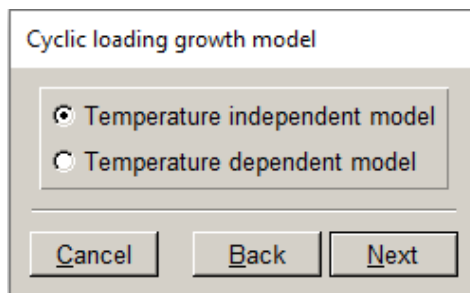 Cyclic loading growth model
Temperature independent model
Temperature dependent model
Cancel Back Next